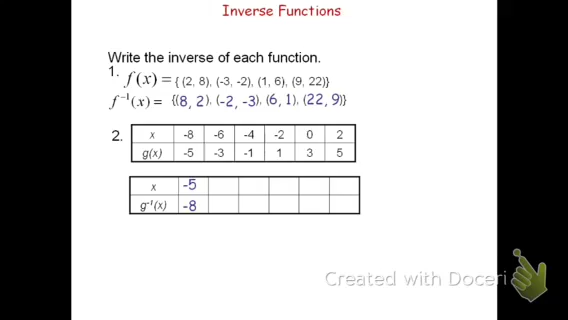 Inverse Functions
Write the inverse of each function.
1.
f(x) = { (2, 8), (-3, -2), (1, 6), (9, 22)}
f⁻¹(x) = {(8, 2), (-2, -3), (6, 1), (22, 9)}
2.
x -8 -6 -4 -2 0 2
g(x) -5 -3 -1 1 3 5
x -5
g⁻¹(x) -8
Created with Doceri